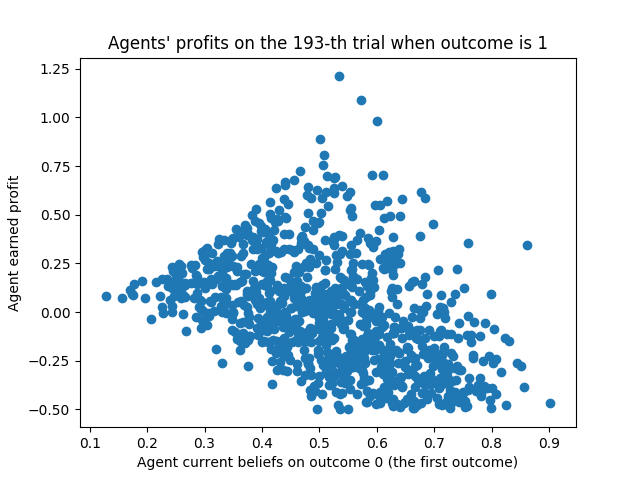 Agents' profits on the 193-th trial when outcome is 1
1.25
1.00
0.75
0.50
0.25
0.00
−0.25
−0.50
Agent earned profit
0.1 0.2 0.3 0.4 0.5 0.6 0.7 0.8 0.9
Agent current beliefs on outcome 0 (the first outcome)